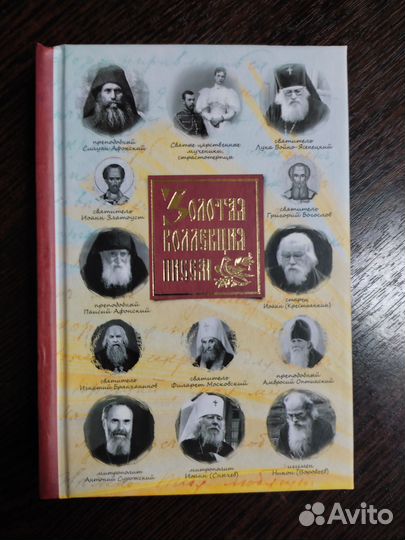 преподобный
Силуан Афонский
Святые царственные
мученики,
страстотерпцы
святитель
Лука Войно-Ясенецкий
святитель
Иоанн Златоуст
Золотая
коллекция
писем
святитель
Григорий Богослов
преподобный
Паисий Афонский
старец
Иоанн (Крестьянкин)
святитель
Игнатий Брянчанинов
святитель
Филарет Московский
преподобный
Амвросий Оптинский
митрополит
Антоний Сурожский
митрополит
Иоанн (Снычев)
игумен
Никон (Воробьев)
Avito